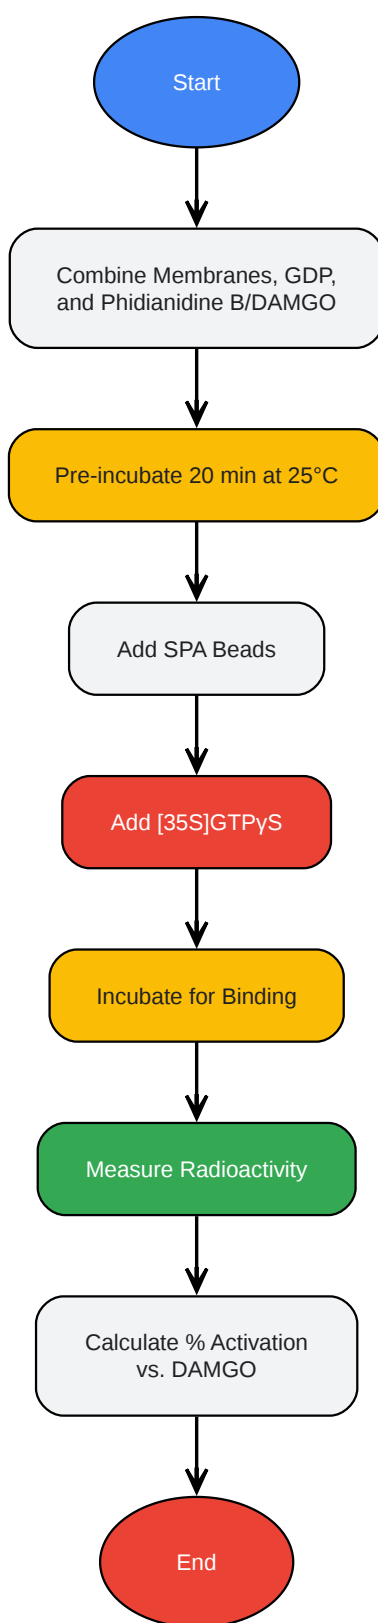 Start
Combine Membranes, GDP,
and Phidianidine B/DAMGO
Pre-incubate 20 min at 25°C
Add SPA Beads
Add [35S]GTPγS
Incubate for Binding
Measure Radioactivity
Calculate % Activation
vs. DAMGO
End